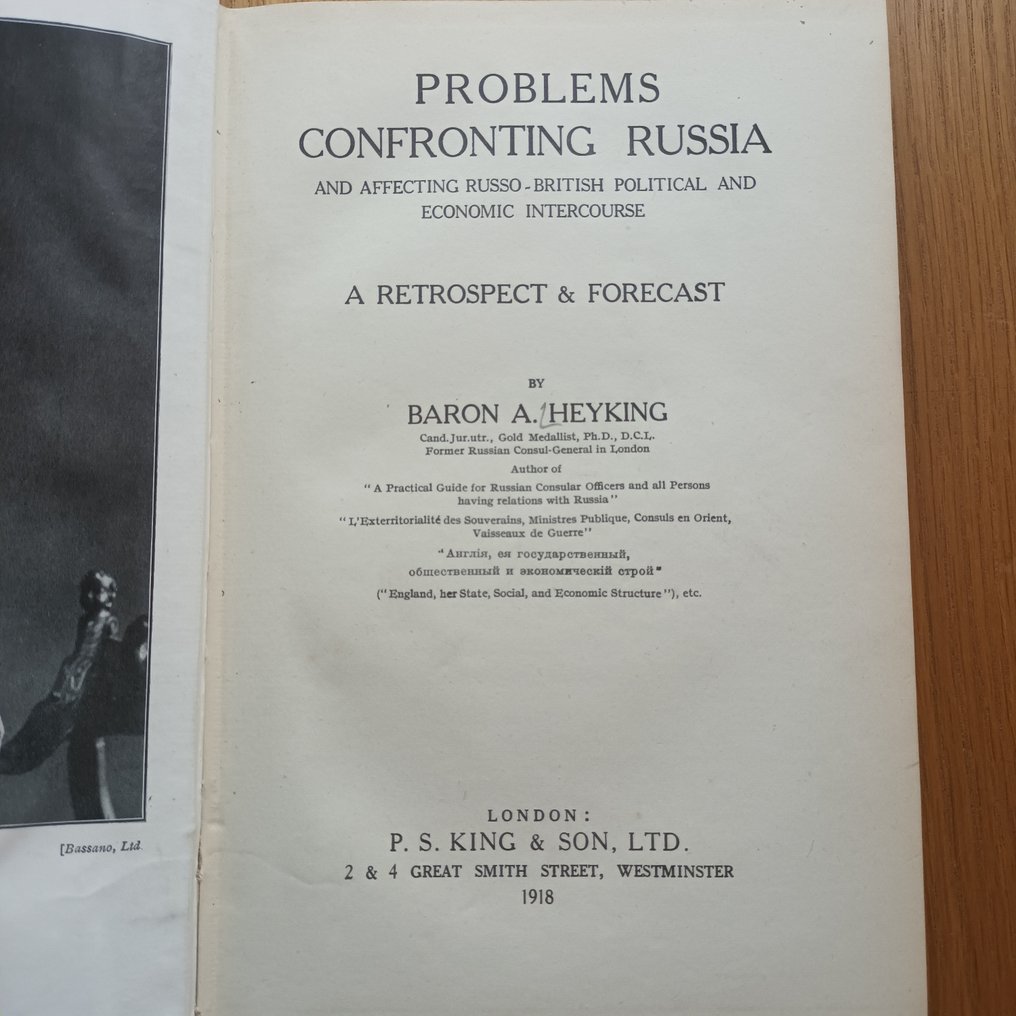 PROBLEMS
CONFRONTING RUSSIA
AND AFFECTING RUSSO-BRITISH POLITICAL AND
ECONOMIC INTERCOURSE
A RETROSPECT & FORECAST
BY
BARON A. HEYKING
Cand. Jur.utr., Gold Medallist, Ph.D., D.C.L.
Former Russian Consul-General in London
Author of
"A Practical Guide for Russian Consular Officers and all Persons
having relations with Russia"
"L'Exterritorialité des Souverains, Ministres Publique, Consuls en Orient,
Vaisseaux de Guerre"
"Англія, ея государственный,
общественный и экономическій строй"
("England, her State, Social, and Economic Structure"), etc.
LONDON:
P. S. KING & SON, LTD.
2 & 4 GREAT SMITH STREET, WESTMINSTER
1918
[Bassano, Ltd